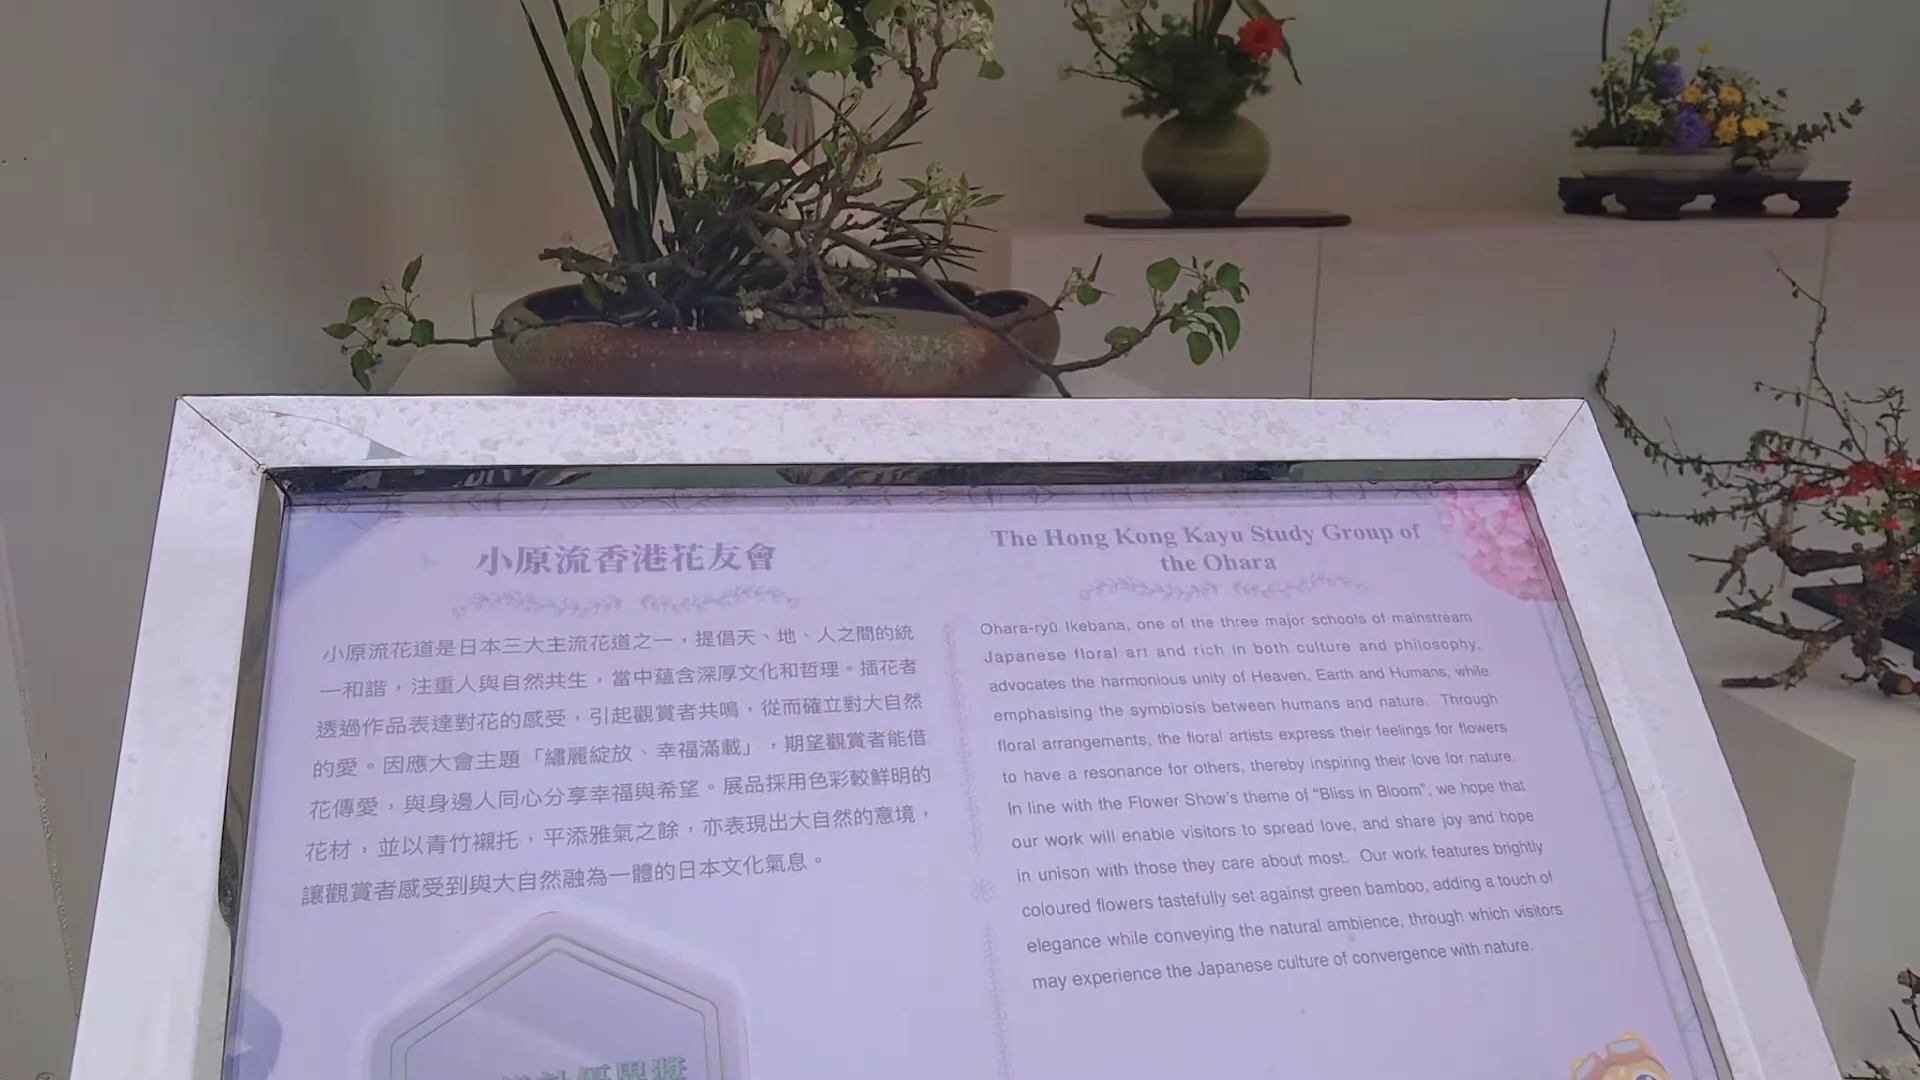 小原流香港花友會
小原流花道是日本三大主流花道之一，提倡天、地、人之間的統
一和諧，注重人與自然共生，當中蘊含深厚文化和哲理。插花者
透過作品表達對花的感受，引起觀賞者共鳴，從而確立對大自然
的愛。因應大會主題「繡麗綻放、幸福滿載」，期望觀賞者能借
花傳愛，與身邊人同心分享幸福與希望。展品採用色彩較鮮明的
花材，並以青竹襯托，平添雅氣之餘，亦表現出大自然的意境，
讓觀賞者感受到與大自然融為一體的日本文化氣息。
The Hong Kong Kayu Study Group of
the Ohara
Ohara-ryū Ikebana, one of the three major schools of mainstream
Japanese floral art and rich in both culture and philosophy,
advocates the harmonious unity of Heaven, Earth and Humans, while
emphasising the symbiosis between humans and nature. Through
floral arrangements, the floral artists express their feelings for flowers
to have a resonance for others, thereby inspiring their love for nature.
In line with the Flower Show's theme of “Bliss in Bloom”, we hope that
our work will enable visitors to spread love, and share joy and hope
in unison with those they care about most. Our work features brightly
coloured flowers tastefully set against green bamboo, adding a touch of
elegance while conveying the natural ambience, through which visitors
may experience the Japanese culture of convergence with nature.